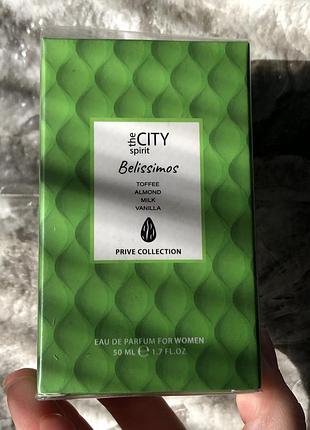 the CITY
spirit
Belissimos
TOFFEE
ALMOND
MILK
VANILLA
PRIVE COLLECTION
EAU DE PARFUM FOR WOMEN
50 ML ℮ 1.7 FL.OZ